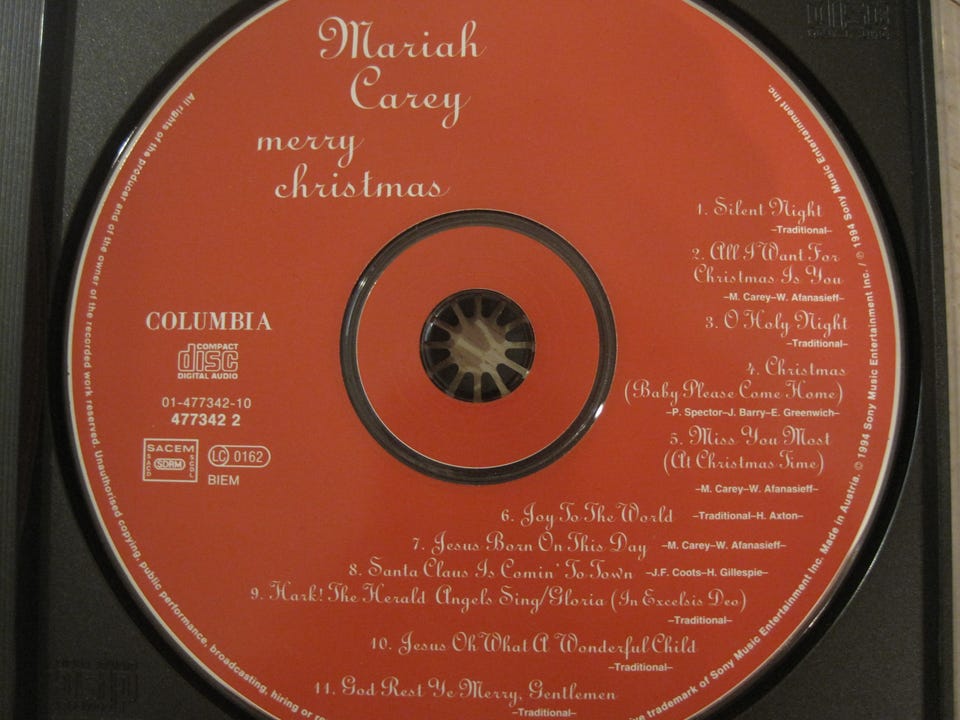 Mariah
Carey
merry
christmas
1. Silent Night
–Traditional–
2. All I Want For
Christmas Is You
–M. Carey–W. Afanasieff–
3. O Holy Night
–Traditional–
4. Christmas
(Baby Please Come Home)
–P. Spector–J. Barry–E. Greenwich–
5. Miss You Most
(At Christmas Time)
–M. Carey–W. Afanasieff–
6. Joy To The World –Traditional–H. Axton–
7. Jesus Born On This Day –M. Carey–W. Afanasieff–
8. Santa Claus Is Comin' To Town –J.F. Coots–H. Gillespie–
9. Hark! The Herald Angels Sing/Gloria (In Excelsis Deo)
–Traditional–
10. Jesus Oh What A Wonderful Child
–Traditional–
11. God Rest Ye Merry, Gentlemen
–Traditional–
COLUMBIA
COMPACT
disc
DIGITAL AUDIO
01-477342-10
477342 2
SACEM
SACD
SDRM
SGDL
LC 0162
BIEM
All rights of the producer and of the owner of the recorded work reserved. Unauthorised copying, public performance, broadcasting, hiring or
trademark of Sony Music Entertainment Inc. Made in Austria. © 1994 Sony Music Entertainment Inc. / ℗ 1994 Sony Music Entertainment Inc.